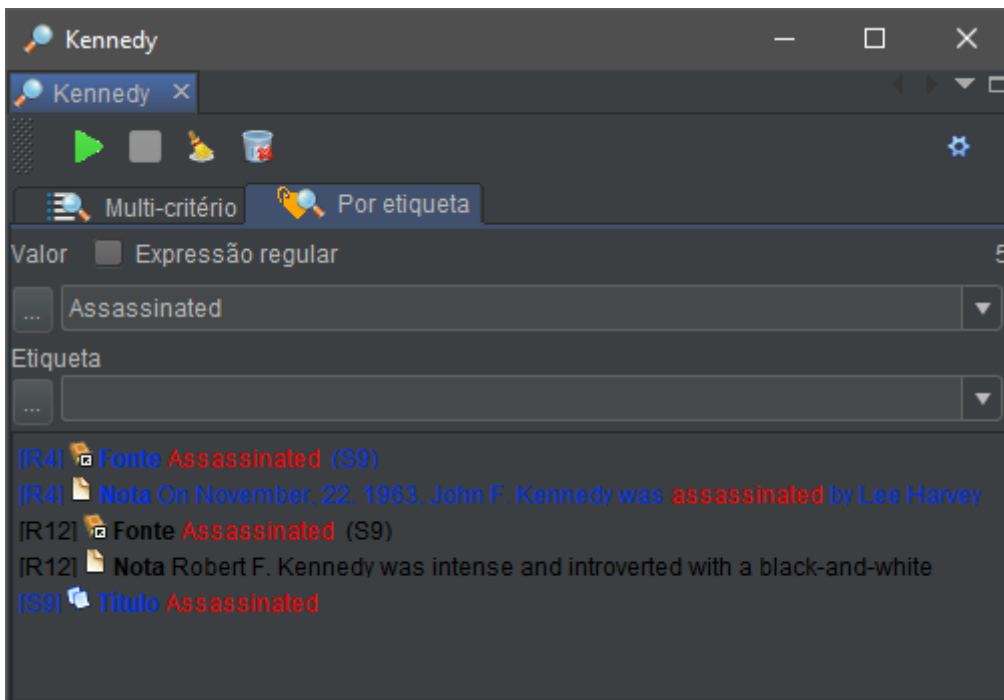 Kennedy
Kennedy
Multi-critério Por etiqueta
Valor Expressão regular 5
... Assassinated
Etiqueta
...
[R4] Fonte Assassinated (S9)
[R4] Nota On November, 22, 1963, John F. Kennedy was assassinated by Lee Harvey
[R12] Fonte Assassinated (S9)
[R12] Nota Robert F. Kennedy was intense and introverted with a black-and-white
[S9] Título Assassinated